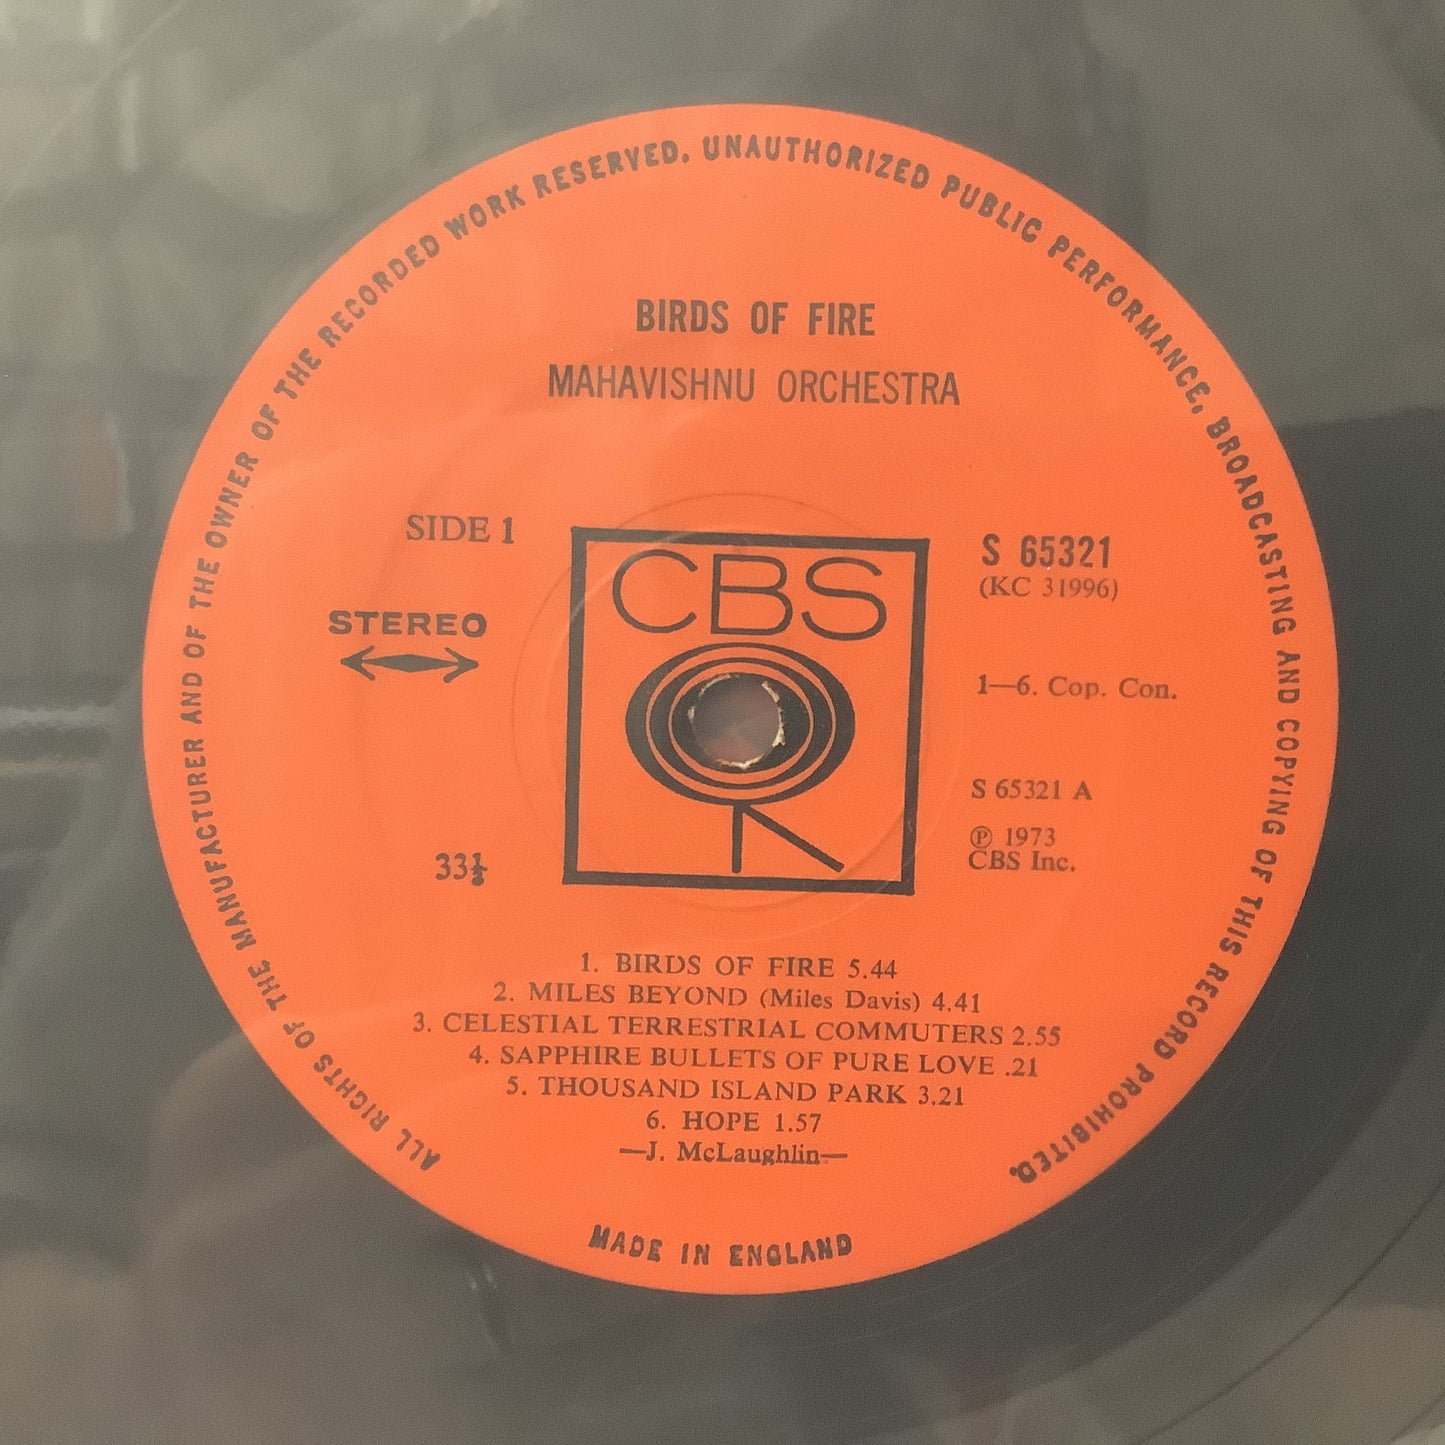 ALL RIGHTS OF THE MANUFACTURER AND OF THE OWNER OF THE RECORDED WORK RESERVED. UNAUTHORIZED PUBLIC PERFORMANCE, BROADCASTING AND COPYING OF THIS RECORD PROHIBITED.
BIRDS OF FIRE
MAHAVISHNU ORCHESTRA
SIDE 1
STEREO
33⅓
CBS
S 65321
(KC 31996)
1—6. Cop. Con.
S 65321 A
℗ 1973
CBS Inc.
1. BIRDS OF FIRE 5.44
2. MILES BEYOND (Miles Davis) 4.41
3. CELESTIAL TERRESTRIAL COMMUTERS 2.55
4. SAPPHIRE BULLETS OF PURE LOVE .21
5. THOUSAND ISLAND PARK 3.21
6. HOPE 1.57
—J. McLaughlin—
MADE IN ENGLAND